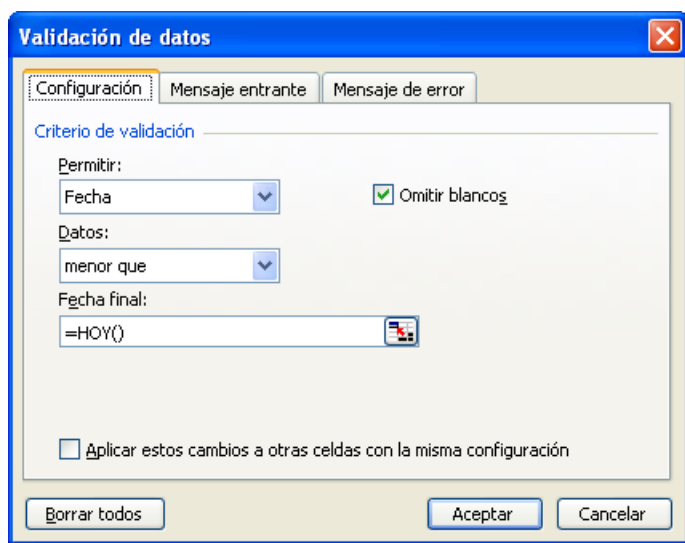 Validación de datos
Configuración Mensaje entrante Mensaje de error
Criterio de validación
Permitir:
Fecha Omitir blancos
Datos:
menor que
Fecha final:
=HOY()
Aplicar estos cambios a otras celdas con la misma configuración
Borrar todos Aceptar Cancelar